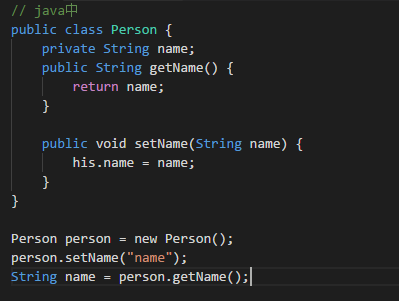 // java中
public class Person {
    private String name;
    public String getName() {
        return name;
    }
    public void setName(String name) {
        his.name = name;
    }
}
Person person = new Person();
person.setName("name");
String name = person.getName();